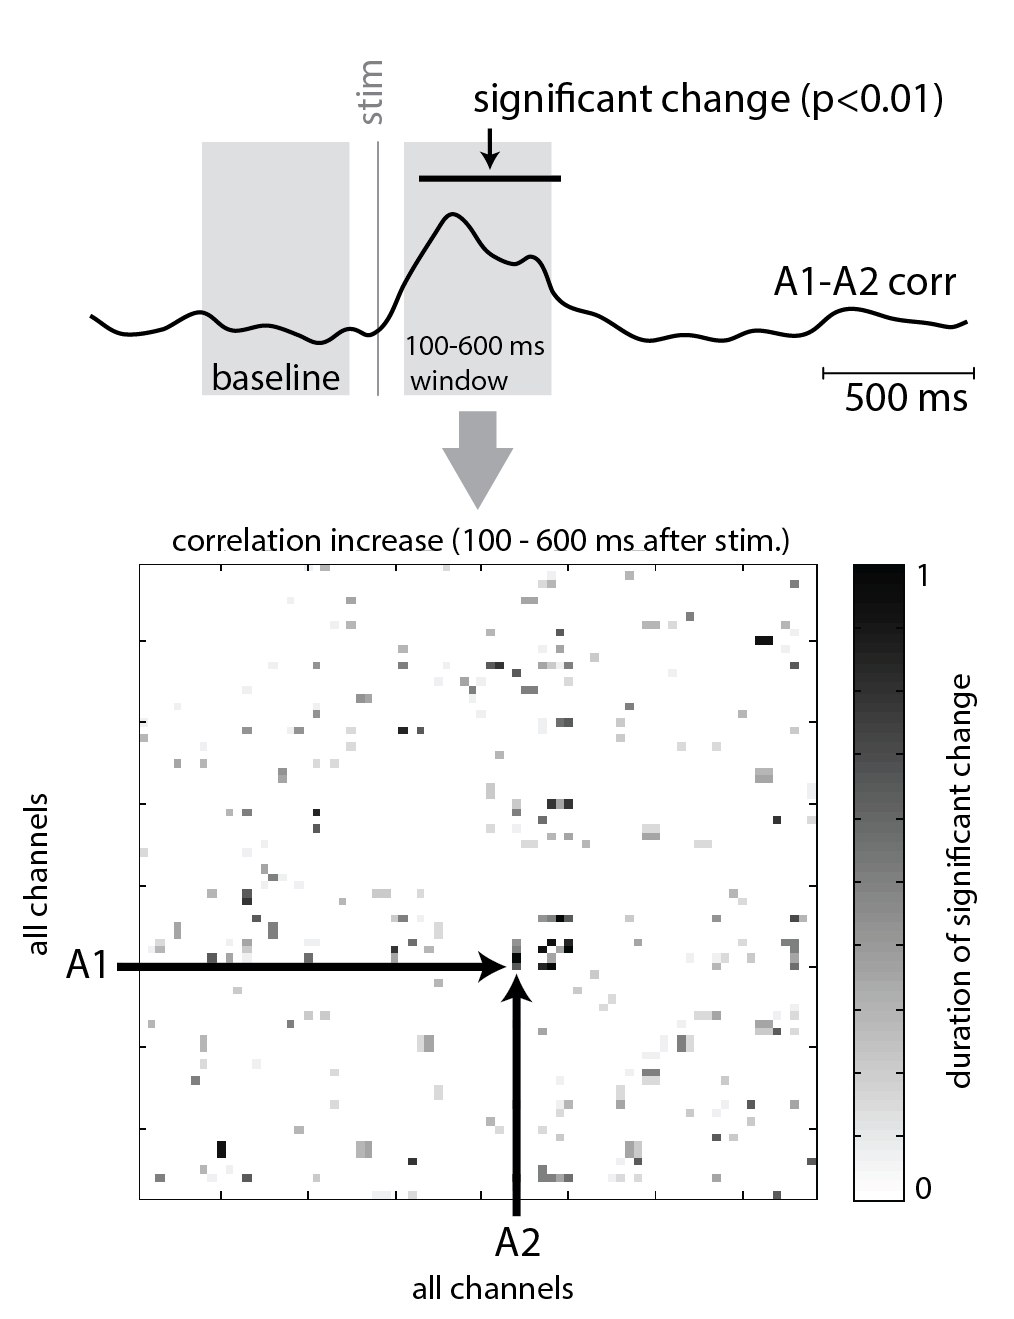 stim
significant change (p<0.01)
A1-A2 corr
baseline
100-600 ms
window
500 ms
correlation increase (100 - 600 ms after stim.)
1
duration of significant change
0
all channels
A1
A2
all channels